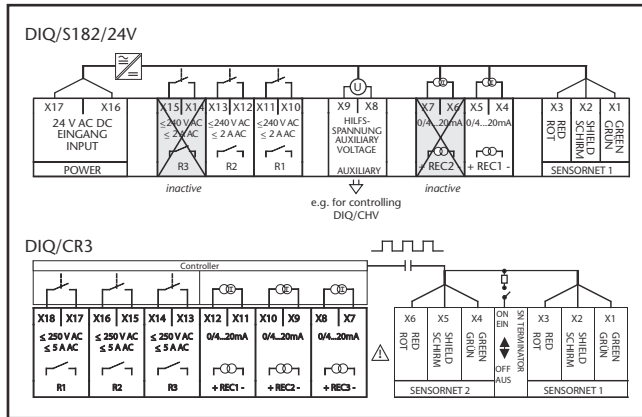 DIQ/S182/24V
X17 X16 X15 X14 X13 X12 X11 X10 X9 X8 X7 X6 X5 X4 X3 X2 X1
24 V AC DC
EINGANG
INPUT
POWER
≤240 V AC
≤ 2 A AC
R3
≤240 V AC
≤ 2 A AC
R2
≤240 V AC
≤ 2 A AC
R1
U
HILFS-
SPANNUNG
AUXILIARY
VOLTAGE
AUXILIARY
0/4...20mA
+ REC2 -
0/4...20mA
+ REC1 -
RED
ROT
SHIELD
SCHIRM
GREEN
GRÜN
SENSORNET 1
inactive
inactive
e.g. for controlling
DIQ/CHV
DIQ/CR3
Controller
X18 X17 X16 X15 X14 X13 X12 X11 X10 X9 X8 X7
≤ 250 V AC
≤ 5 A AC
R1
≤ 250 V AC
≤ 5 A AC
R2
≤ 250 V AC
≤ 5 A AC
R3
0/4...20mA
+ REC1 -
0/4...20mA
+ REC2 -
0/4...20mA
+ REC3 -
X6 X5 X4
RED
ROT
SHIELD
SCHIRM
GREEN
GRÜN
SENSORNET 2
ON
EIN
SN TERMINATOR
OFF
AUS
X3 X2 X1
RED
ROT
SHIELD
SCHIRM
GREEN
GRÜN
SENSORNET 1